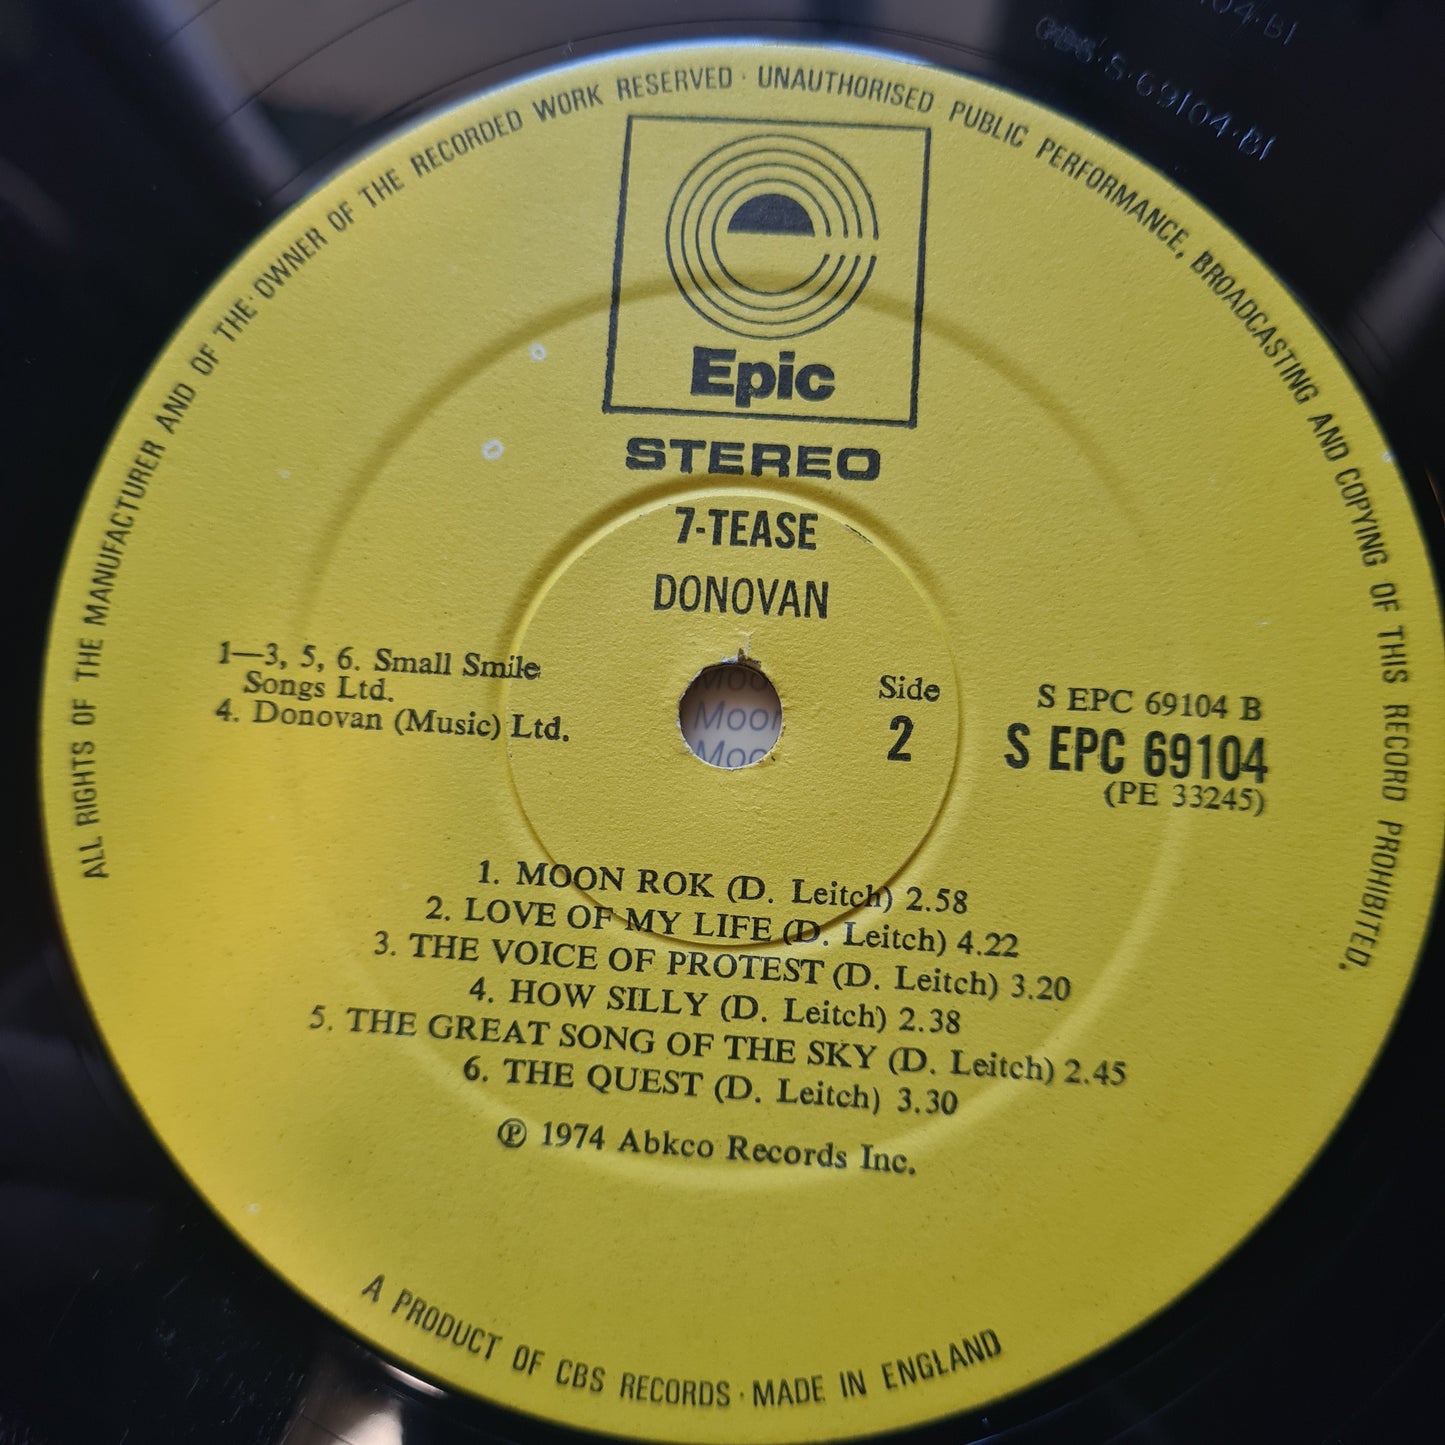 ALL RIGHTS OF THE MANUFACTURER AND OF THE OWNER OF THE RECORDED WORK RESERVED · UNAUTHORISED PUBLIC PERFORMANCE, BROADCASTING AND COPYING OF THIS RECORD PROHIBITED.
S·69104·B1
Epic
STEREO
7-TEASE
DONOVAN
1—3, 5, 6. Small Smile
Songs Ltd.
4. Donovan (Music) Ltd.
Side
2
S EPC 69104 B
S EPC 69104
(PE 33245)
Moon
1. MOON ROK (D. Leitch) 2.58
2. LOVE OF MY LIFE (D. Leitch) 4.22
3. THE VOICE OF PROTEST (D. Leitch) 3.20
4. HOW SILLY (D. Leitch) 2.38
5. THE GREAT SONG OF THE SKY (D. Leitch) 2.45
6. THE QUEST (D. Leitch) 3.30
℗ 1974 Abkco Records Inc.
A PRODUCT OF CBS RECORDS · MADE IN ENGLAND